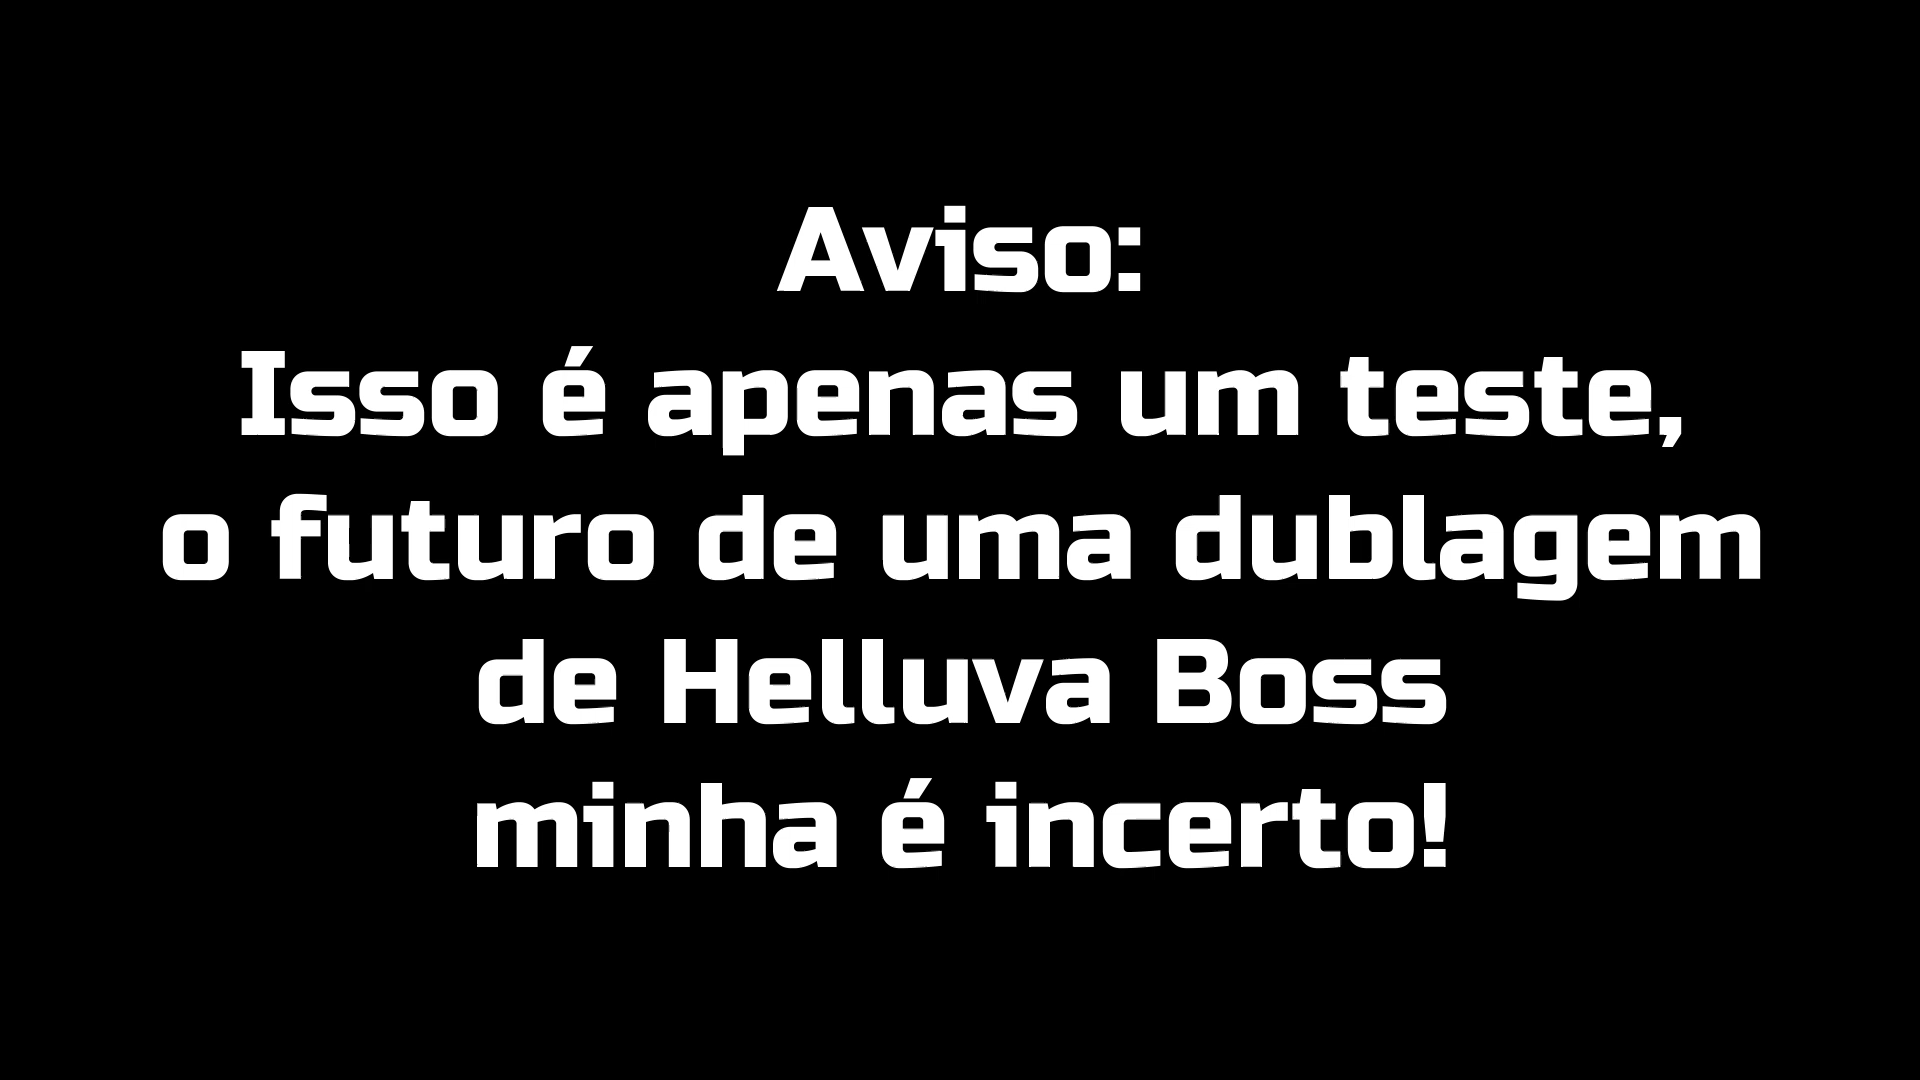 Aviso:
Isso é apenas um teste,
o futuro de uma dublagem
de Helluva Boss
minha é incerto!